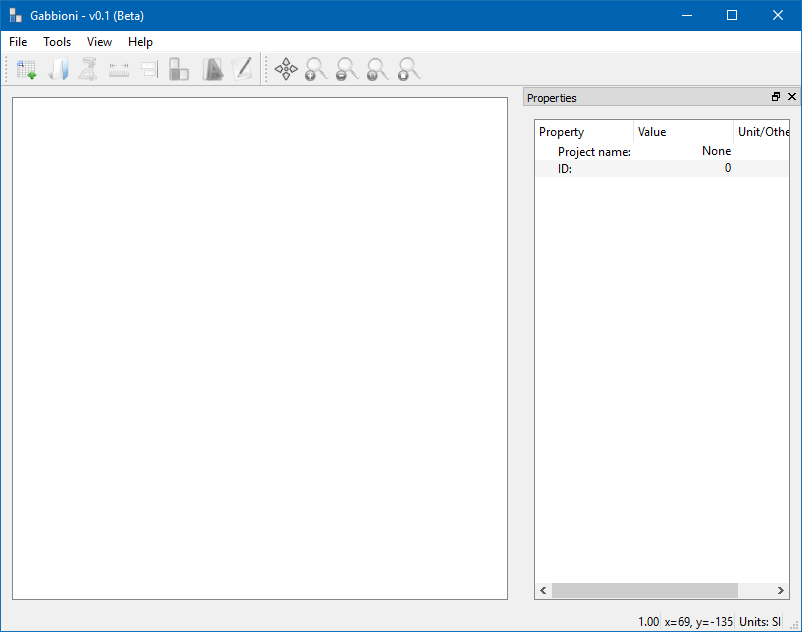 Gabbioni - v0.1 (Beta)
File Tools View Help
Properties
Property Value Unit/Othe
Project name: None
ID: 0
1.00 x=69, y=-135 Units: SI